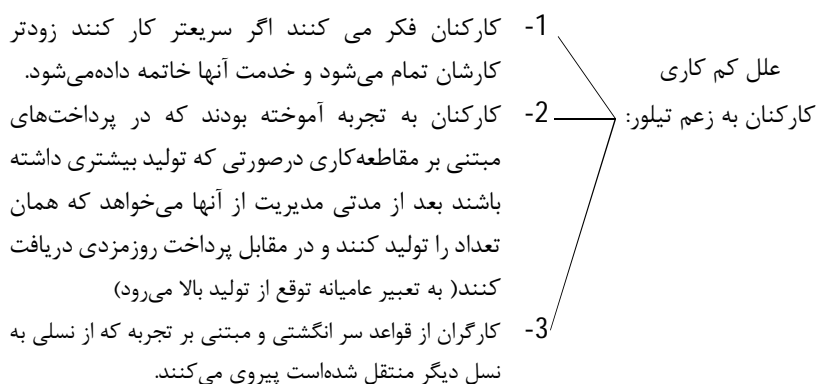 علل کم کاری
کارکنان به زعم تیلور:
1- کارکنان فکر می کنند اگر سریعتر کار کنند زودتر
کارشان تمام می‌شود و خدمت آنها خاتمه داده‌می‌شود.
2- کارکنان به تجربه آموخته بودند که در پرداخت‌های
مبتنی بر مقاطعه‌کاری درصورتی که تولید بیشتری داشته
باشند بعد از مدتی مدیریت از آنها می‌خواهد که همان
تعداد را تولید کنند و در مقابل پرداخت روزمزدی دریافت
کنند( به تعبیر عامیانه توقع از تولید بالا می‌رود)
3- کارگران از قواعد سر انگشتی و مبتنی بر تجربه که از نسلی به
نسل دیگر منتقل شده‌است پیروی می‌کنند.